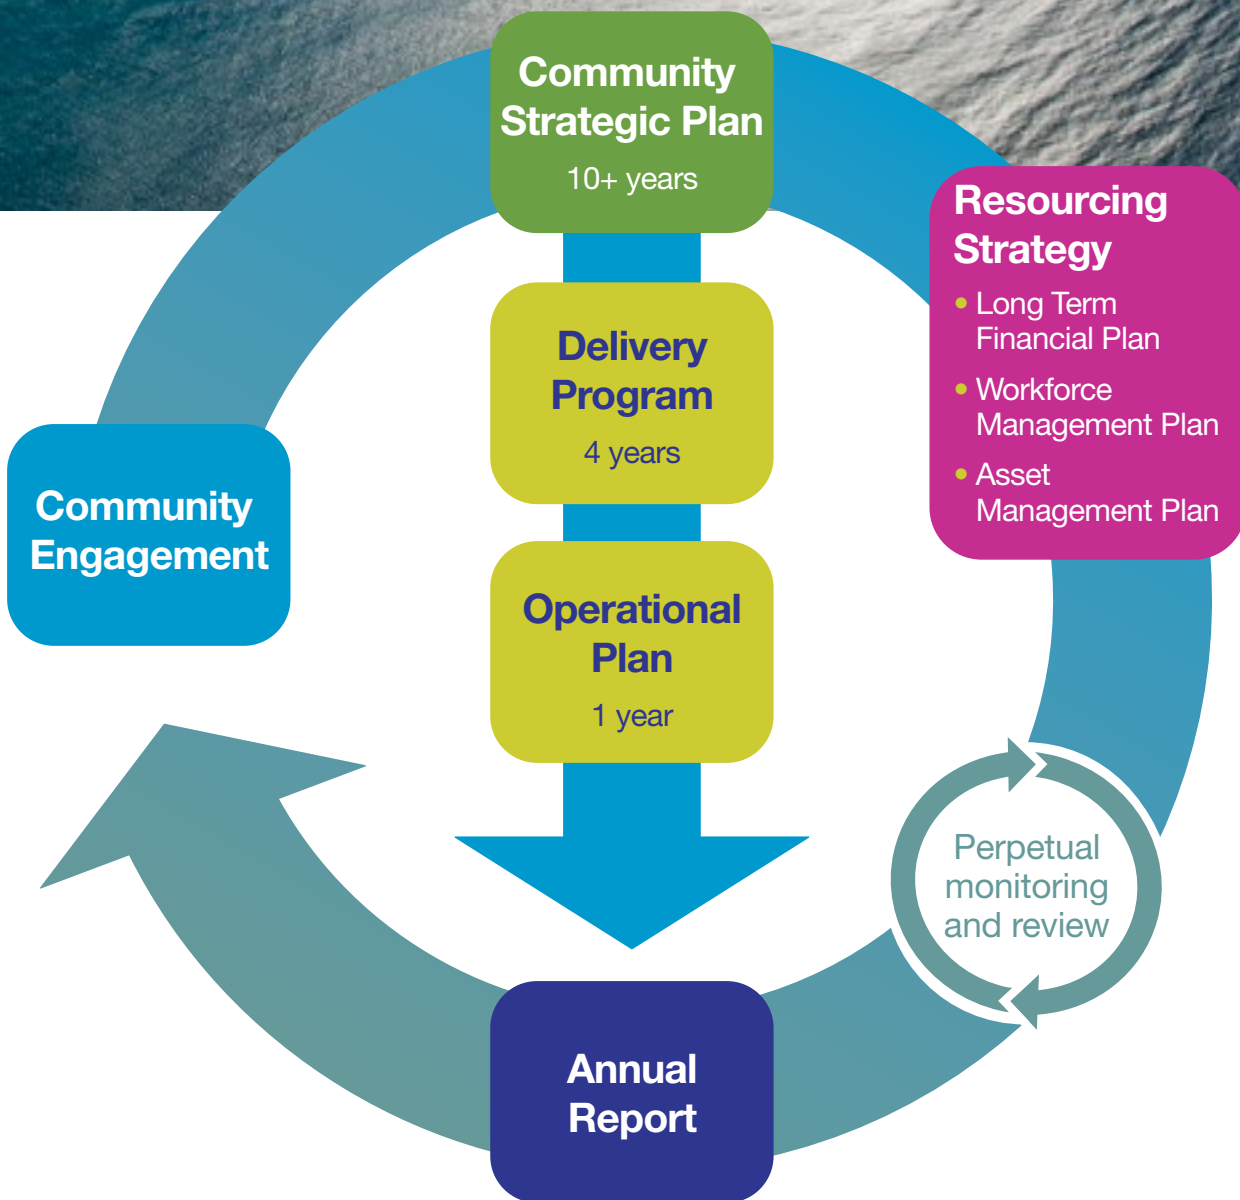 Community
Strategic Plan
10+ years
Resourcing
Strategy
• Long Term
Financial Plan
• Workforce
Management Plan
• Asset
Management Plan
Delivery
Program
4 years
Community
Engagement
Operational
Plan
1 year
Perpetual
monitoring
and review
Annual
Report